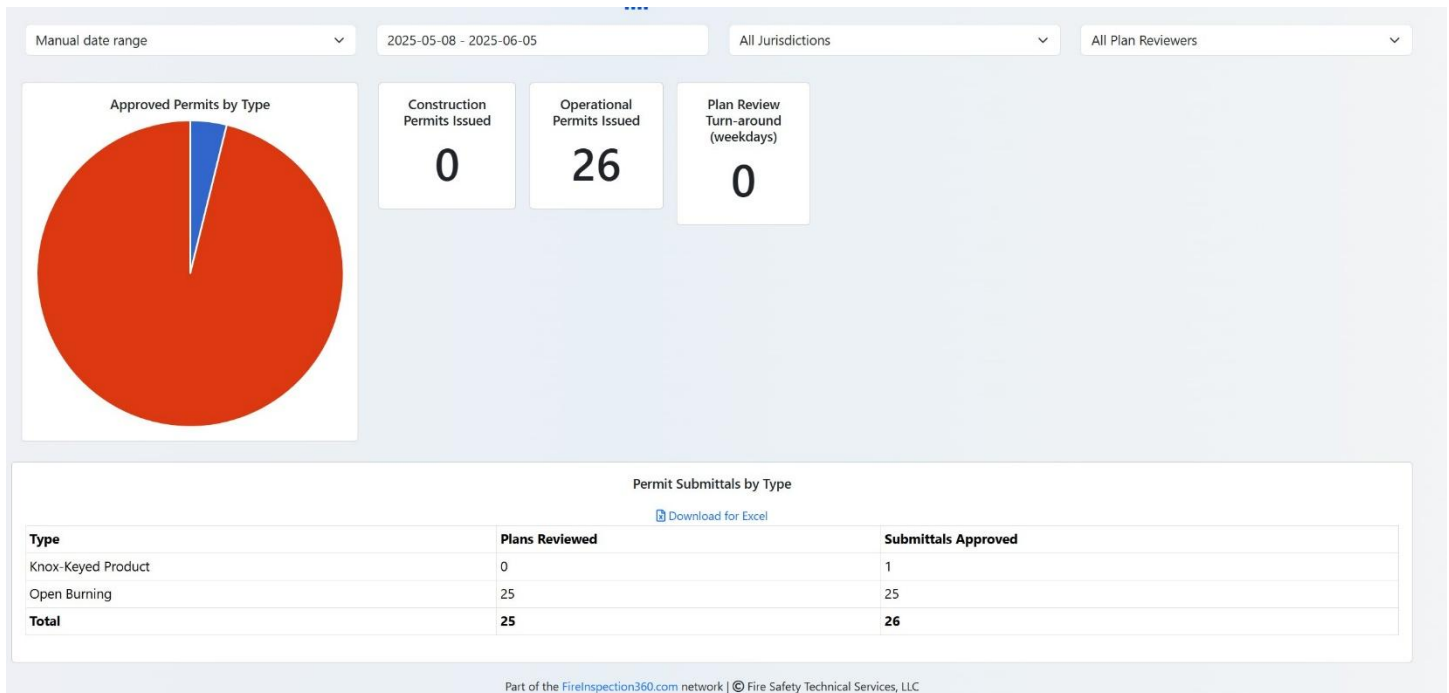 Manual date range
2025-05-08 - 2025-06-05
All Jurisdictions
All Plan Reviewers
Approved Permits by Type
Construction
Permits Issued
0
Operational
Permits Issued
26
Plan Review
Turn-around
(weekdays)
0
Permit Submittals by Type
Download for Excel
Type Plans Reviewed Submittals Approved
Knox-Keyed Product 0 1
Open Burning 25 25
Total 25 26
Part of the FireInspection360.com network | © Fire Safety Technical Services, LLC